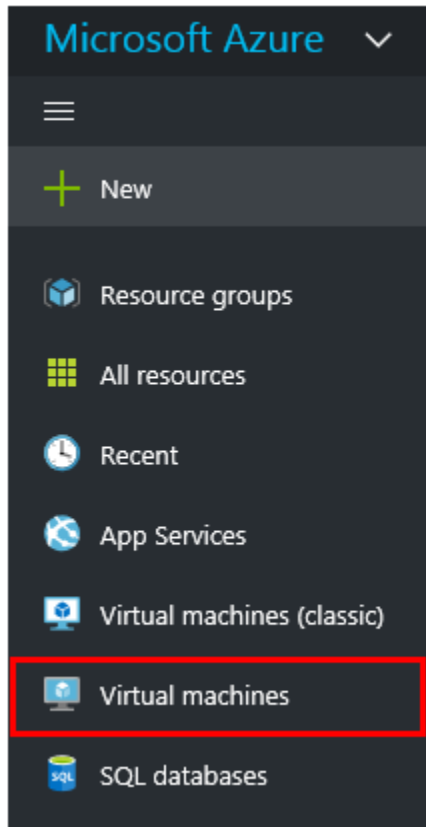 Microsoft Azure
New
Resource groups
All resources
Recent
App Services
Virtual machines (classic)
Virtual machines
SQL databases